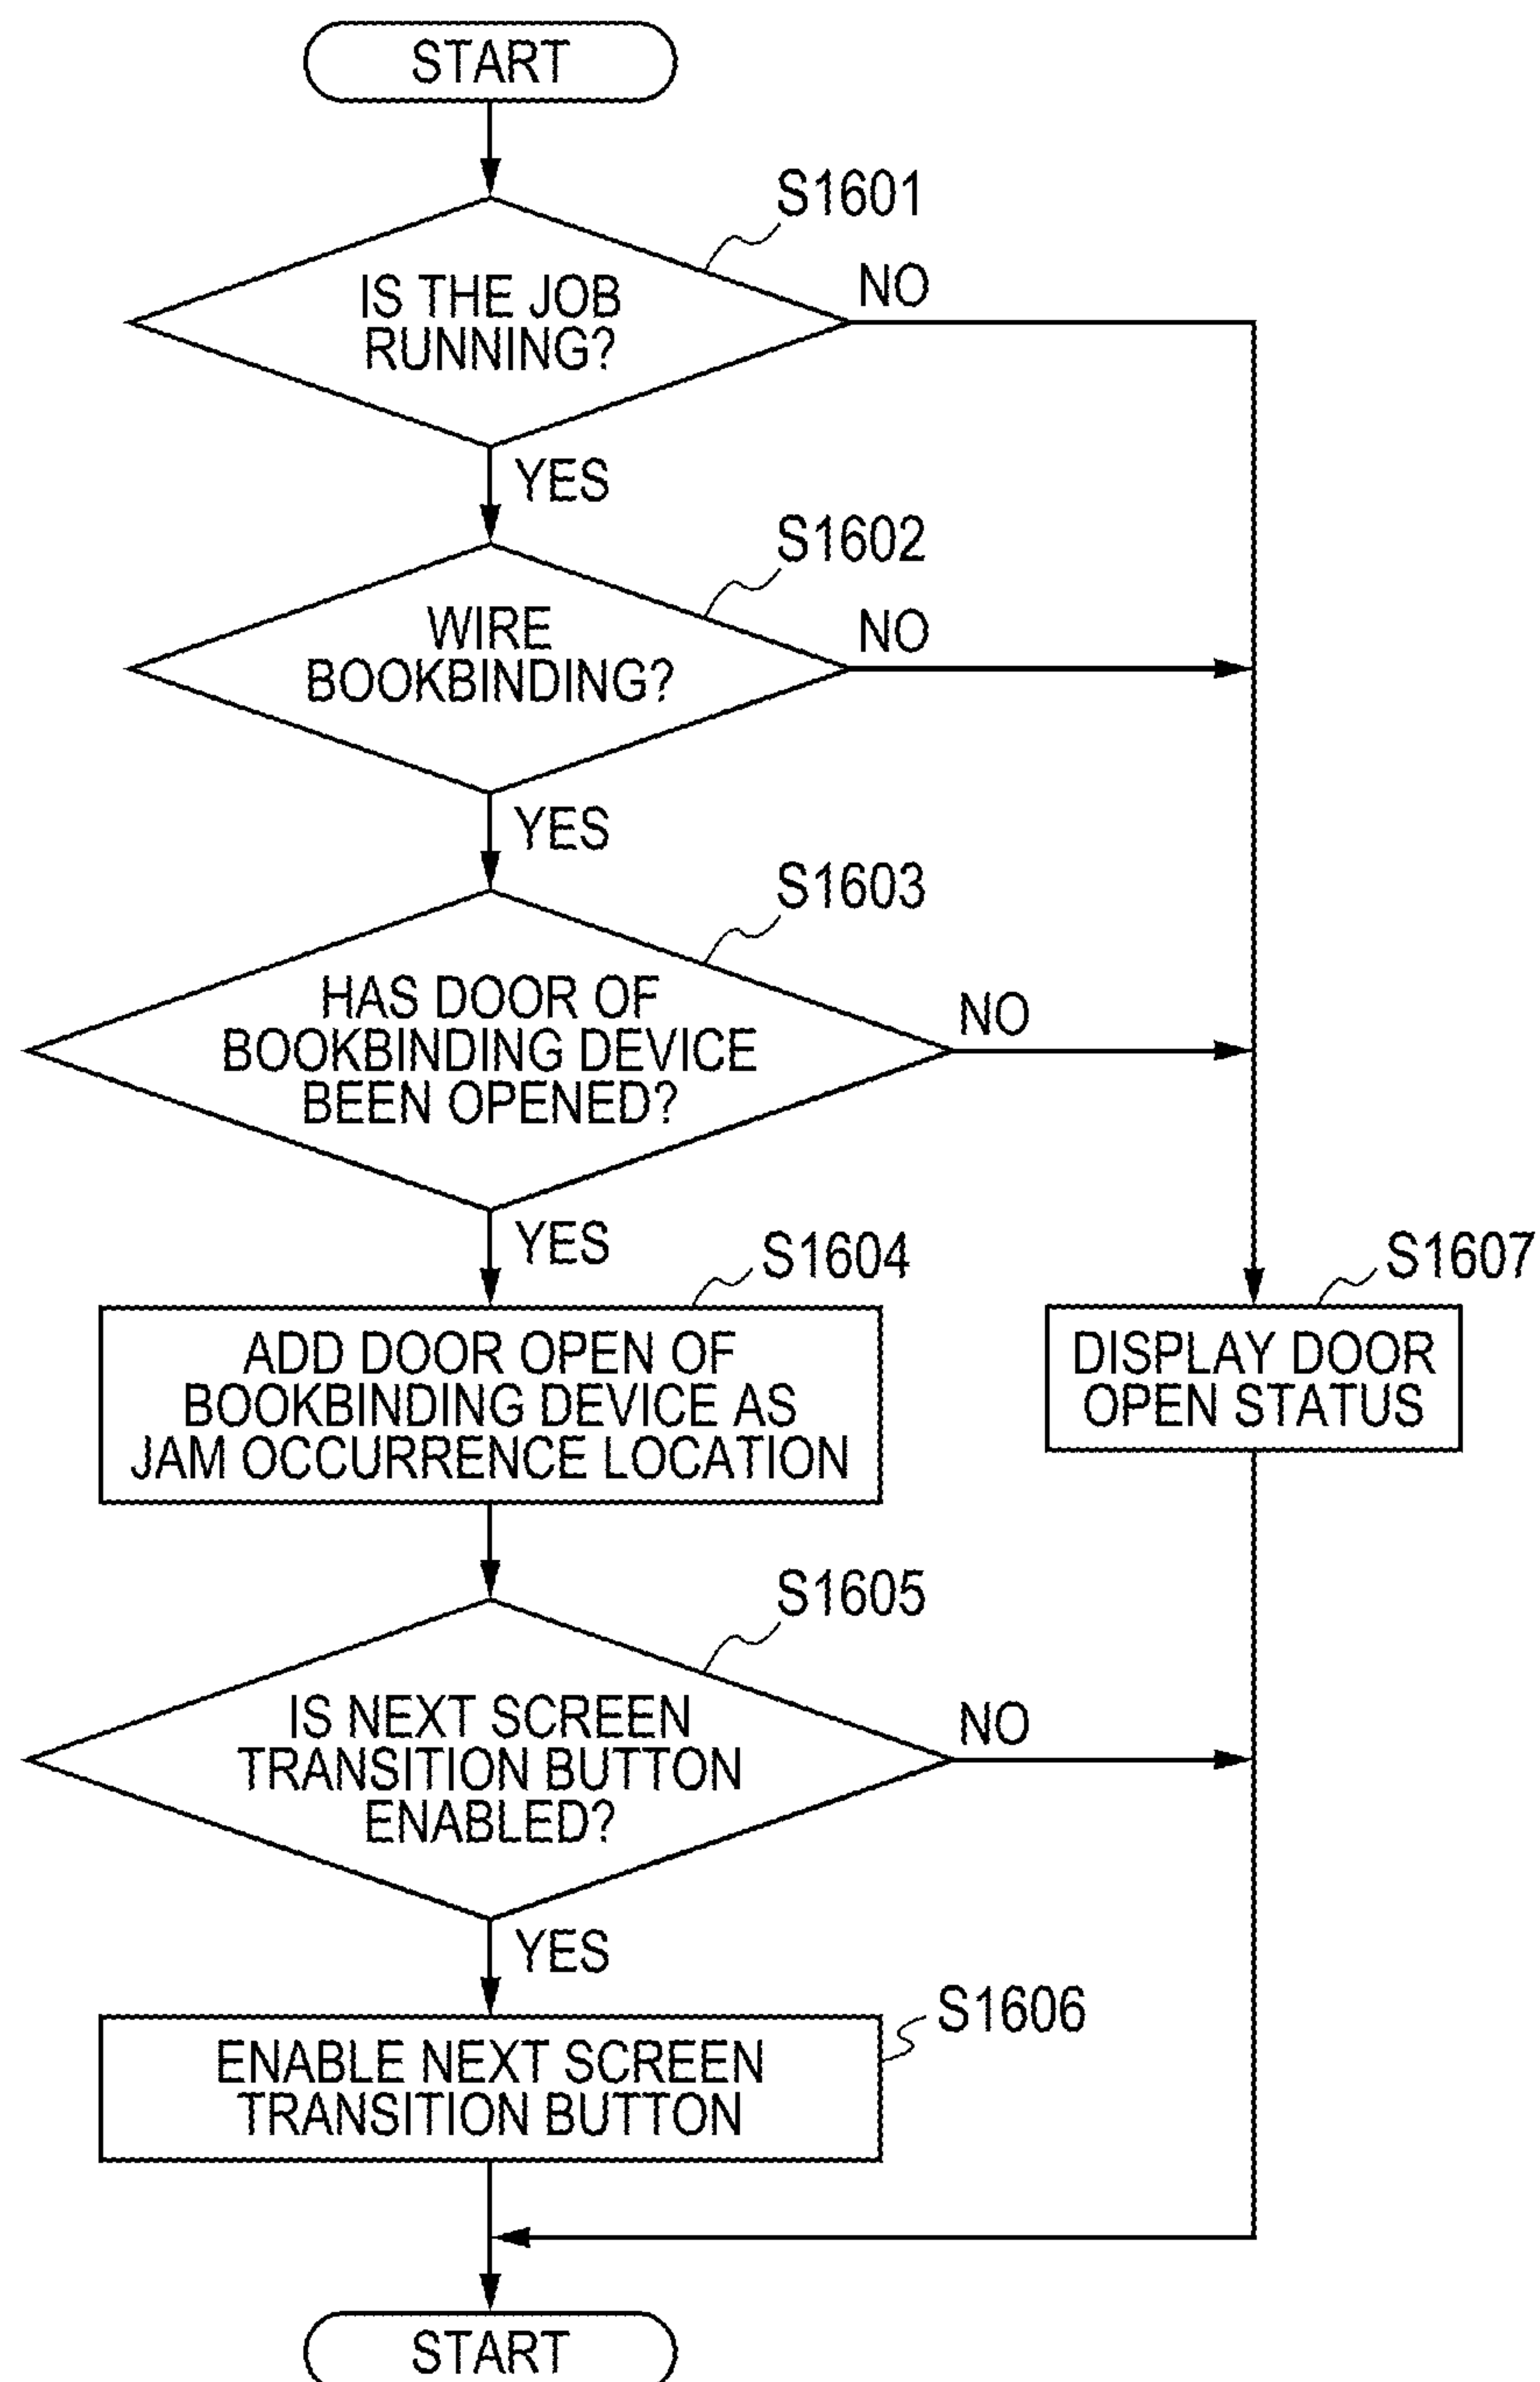 START
S1601
IS THE JOB
RUNNING?
NO
YES
S1602
WIRE
BOOKBINDING?
NO
YES
S1603
HAS DOOR OF
BOOKBINDING DEVICE
BEEN OPENED?
NO
YES
S1604
ADD DOOR OPEN OF
BOOKBINDING DEVICE AS
JAM OCCURRENCE LOCATION
S1607
DISPLAY DOOR
OPEN STATUS
S1605
IS NEXT SCREEN
TRANSITION BUTTON
ENABLED?
NO
YES
S1606
ENABLE NEXT SCREEN
TRANSITION BUTTON
START